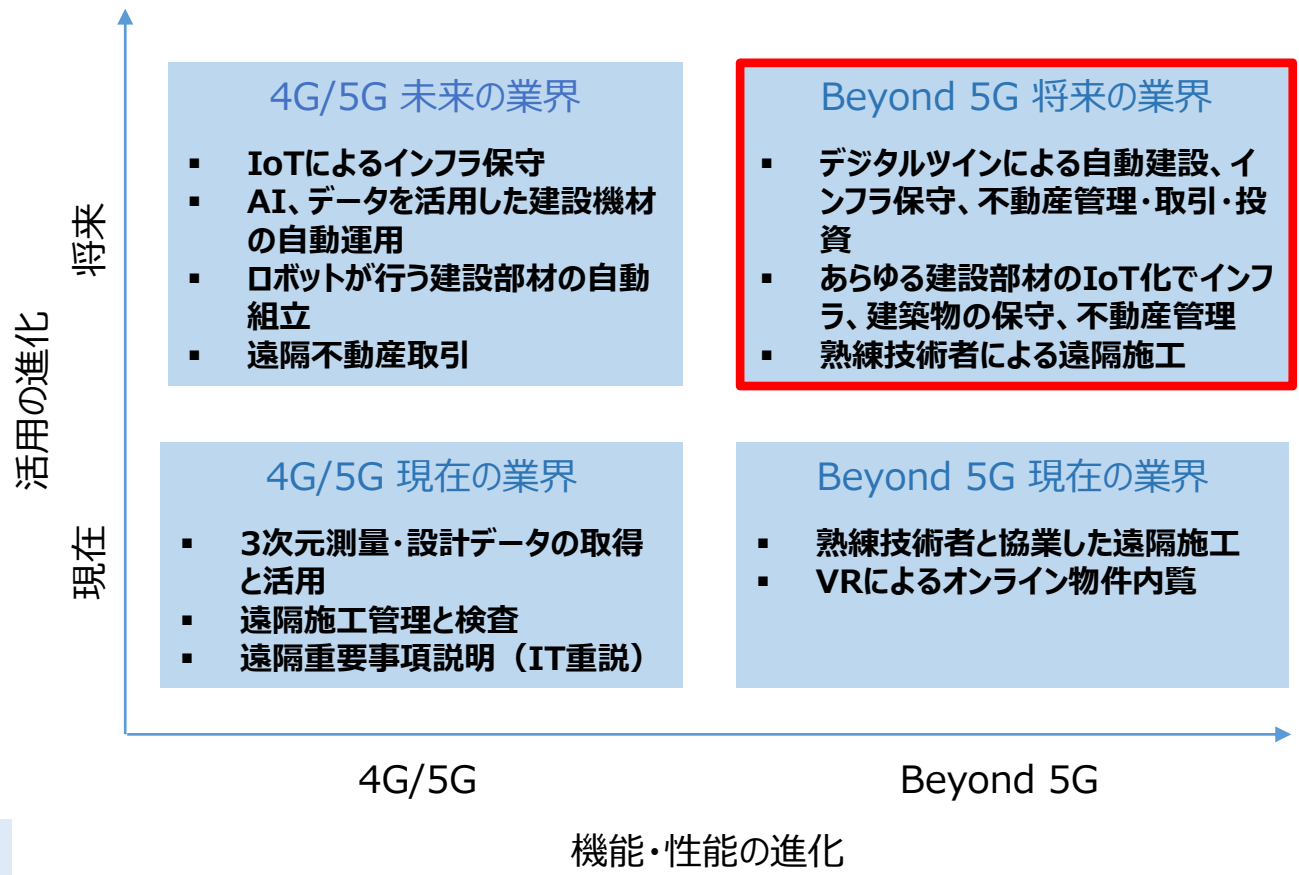 4G/5G 未来の業界
▪ IoTによるインフラ保守
▪ AI、データを活用した建設機材
の自動運用
▪ ロボットが行う建設部材の自動
組立
▪ 遠隔不動産取引
Beyond 5G 将来の業界
▪ デジタルツインによる自動建設、イ
ンフラ保守、不動産管理・取引・投
資
▪ あらゆる建設部材のIoT化でインフ
ラ、建築物の保守、不動産管理
▪ 熟練技術者による遠隔施工
将来
活用の進化
現在
4G/5G 現在の業界
▪ 3次元測量・設計データの取得
と活用
▪ 遠隔施工管理と検査
▪ 遠隔重要事項説明（IT重説）
Beyond 5G 現在の業界
▪ 熟練技術者と協業した遠隔施工
▪ VRによるオンライン物件内覧
4G/5G
Beyond 5G
機能・性能の進化